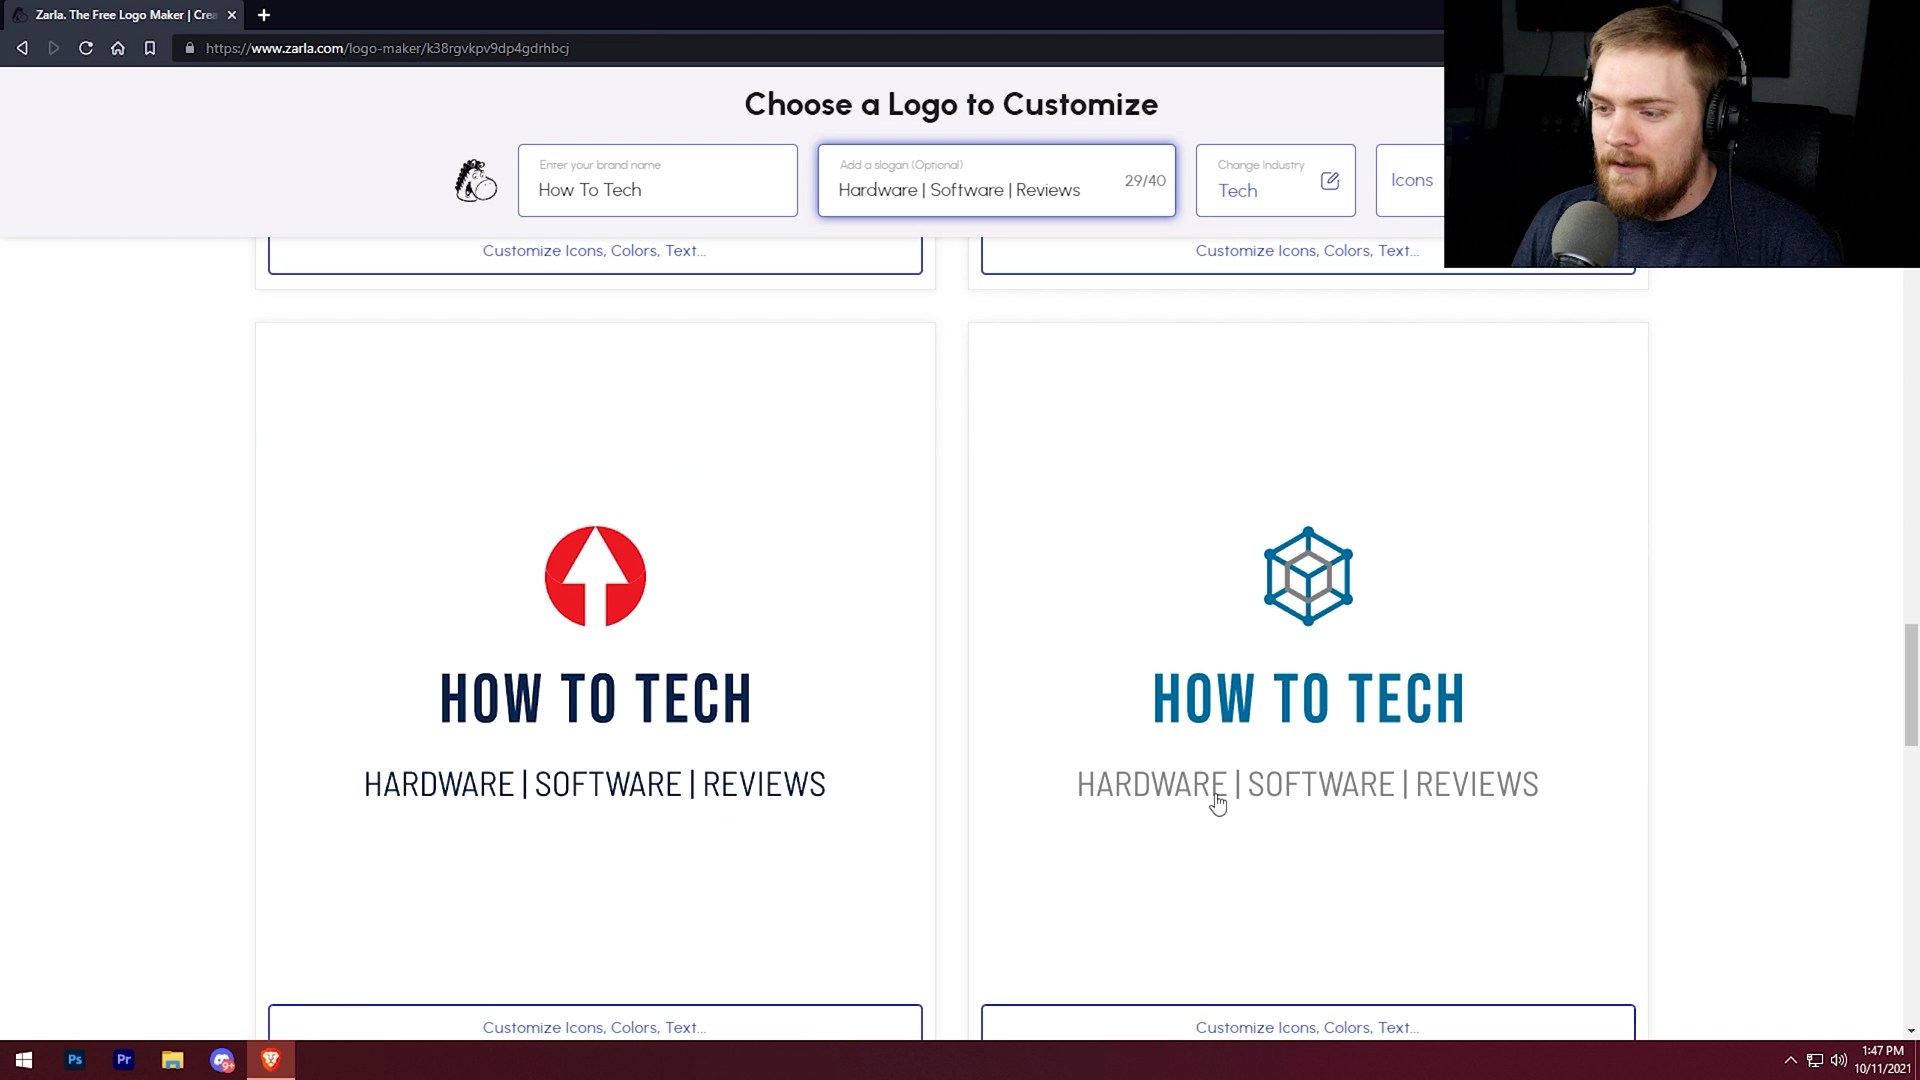 Zarla. The Free Logo Maker | Crea
https://www.zarla.com/logo-maker/k38rgvkpv9dp4gdrhbcj
Choose a Logo to Customize
Enter your brand name
How To Tech
Add a slogan (Optional)
Hardware | Software | Reviews
29/40
Change Industry
Tech
Icons
Customize Icons, Colors, Text...
Customize Icons, Colors, Text...
HOW TO TECH
HARDWARE | SOFTWARE | REVIEWS
HOW TO TECH
HARDWARE | SOFTWARE | REVIEWS
Customize Icons, Colors, Text...
Customize Icons, Colors, Text...
Ps
Pr
9+
1:47 PM
10/11/2021